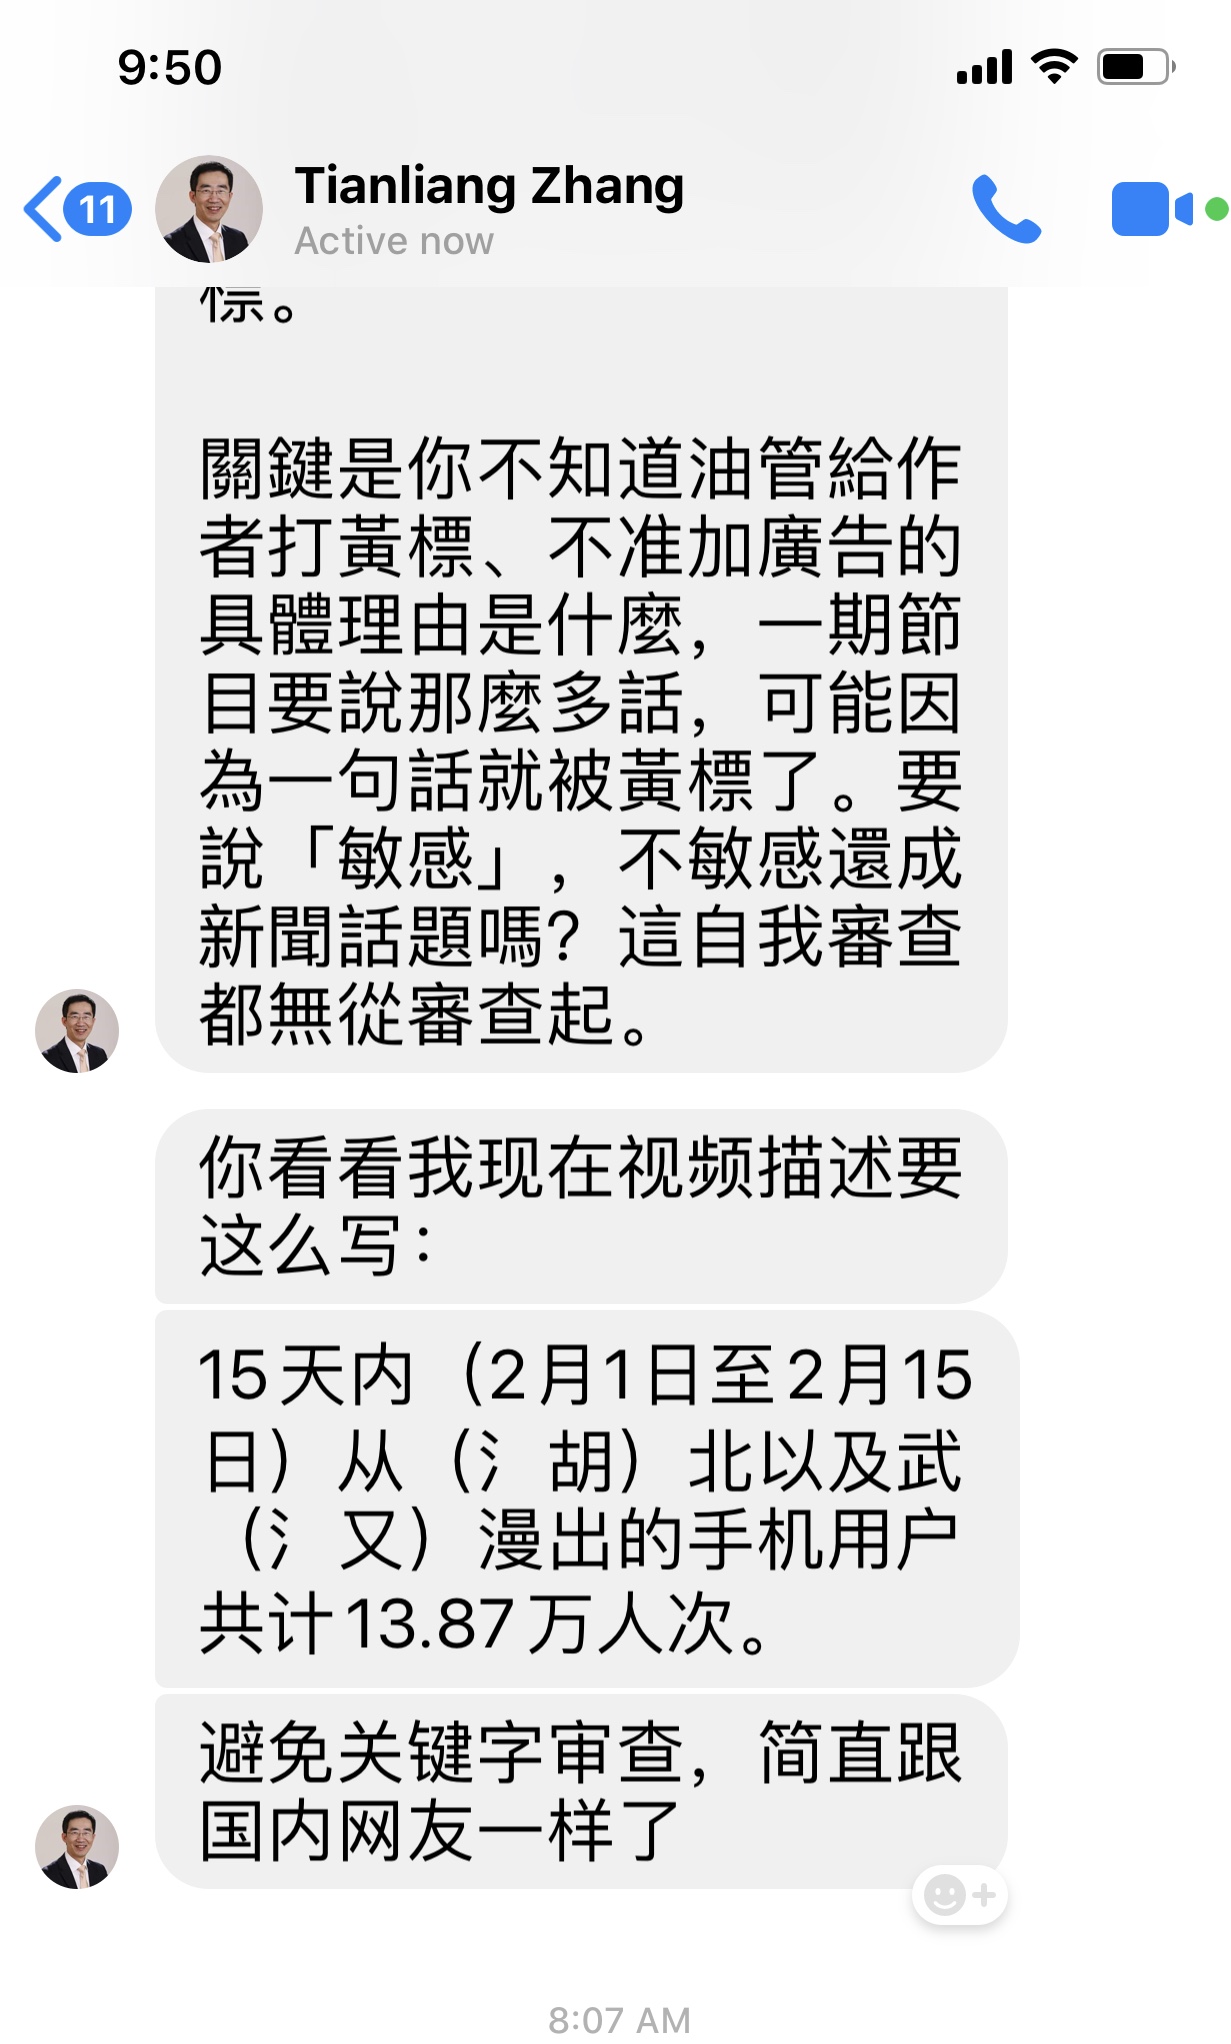 9:50
11
Tianliang Zhang
Active now
標。
關鍵是你不知道油管給作
者打黃標、不准加廣告的
具體理由是什麼，一期節
目要說那麼多話，可能因
為一句話就被黃標了。要
說「敏感」，不敏感還成
新聞話題嗎？這自我審查
都無從審查起。
你看看我现在视频描述要
这么写：
15天内（2月1日至2月15
日）从（氵胡）北以及武
（氵又）漫出的手机用户
共计13.87万人次。
避免关键字审查，简直跟
国内网友一样了
8:07 AM